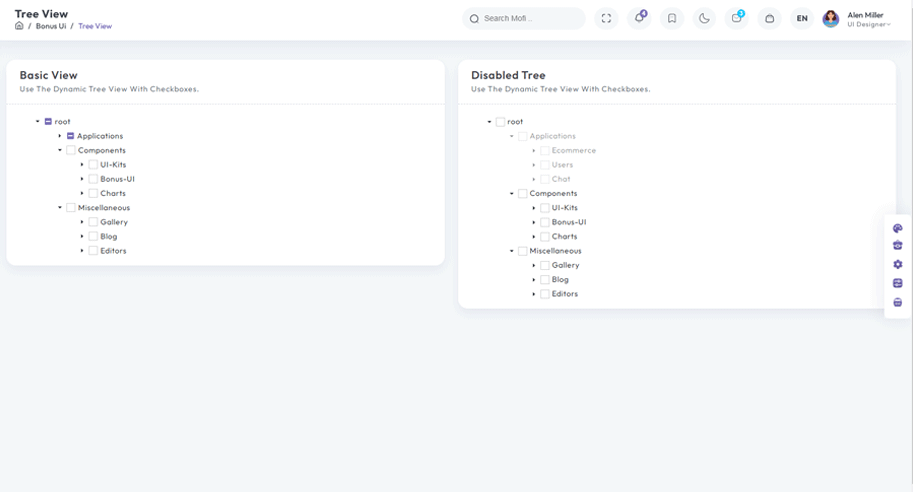 Tree View
/ Bonus Ui / Tree View
Search Mofi ..
4
3
EN
Alen Miller
UI Designer
Basic View
Use The Dynamic Tree View With Checkboxes.
root
Applications
Components
UI-Kits
Bonus-UI
Charts
Miscellaneous
Gallery
Blog
Editors
Disabled Tree
Use The Dynamic Tree View With Checkboxes.
root
Applications
Ecommerce
Users
Chat
Components
UI-Kits
Bonus-UI
Charts
Miscellaneous
Gallery
Blog
Editors